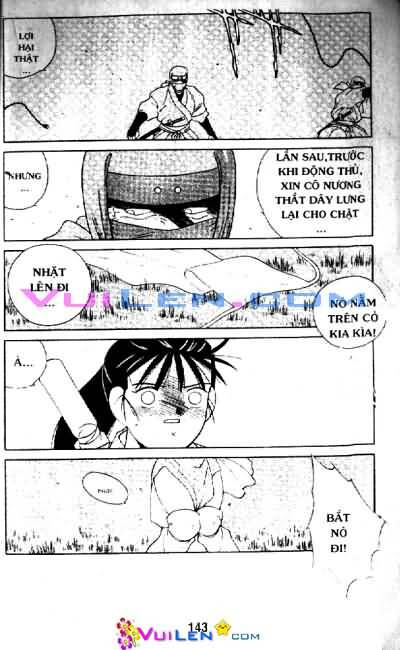 LỢI
HẠI
THẬT
...
NHƯNG
...
LẦN SAU, TRƯỚC
KHI ĐỘNG THỦ,
XIN CÔ NƯƠNG
THẮT DÂY LƯNG
LẠI CHO CHẶT
...
NHẶT
LÊN ĐI
...
NÓ NẰM
TRÊN CỎ
KIA KÌA!
VuiLen.com
À...
BẮT
NÓ
ĐI!
143
VuiLen
.com